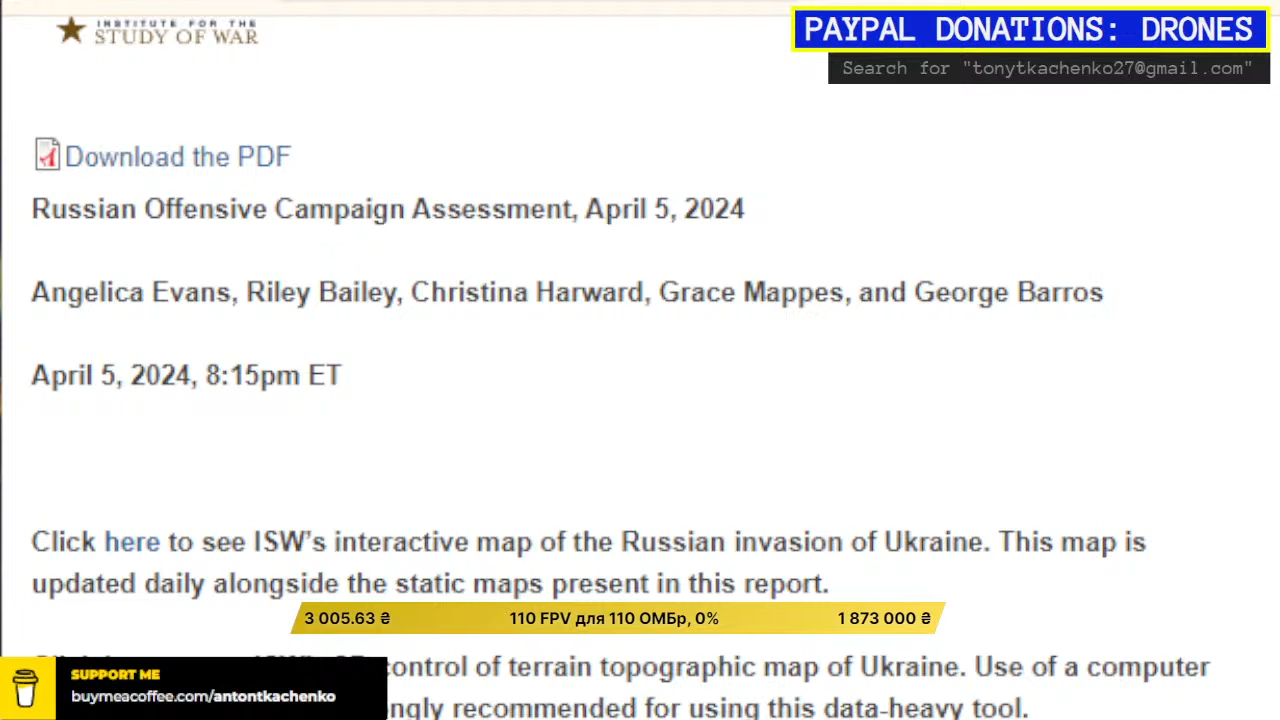 INSTITUTE FOR THE
STUDY OF WAR
PAYPAL DONATIONS: DRONES
Search for "tonytkachenko27@gmail.com"
Download the PDF
Russian Offensive Campaign Assessment, April 5, 2024
Angelica Evans, Riley Bailey, Christina Harward, Grace Mappes, and George Barros
April 5, 2024, 8:15pm ET
Click here to see ISW’s interactive map of the Russian invasion of Ukraine. This map is
updated daily alongside the static maps present in this report.
3 005.63 ₴ 110 FPV для 110 ОМБр, 0% 1 873 000 ₴
control of terrain topographic map of Ukraine. Use of a computer
SUPPORT ME
buymeacoffee.com/antontkachenko
recommended for using this data-heavy tool.